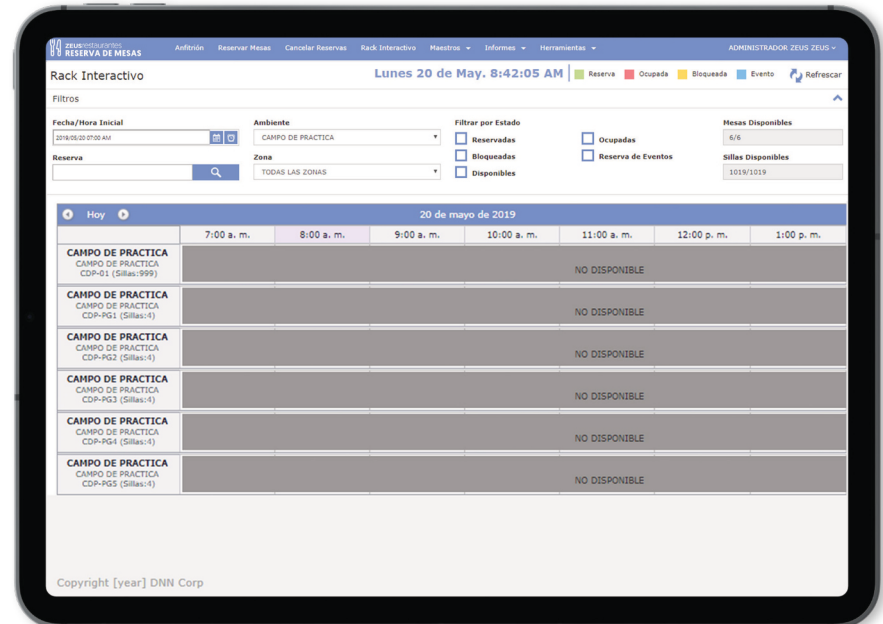 ZEUSrestaurantes
RESERVA DE MESAS
Anfitrión Reservar Mesas Cancelar Reservas Rack Interactivo Maestros Informes Herramientas ADMINISTRADOR ZEUS ZEUS
Rack Interactivo Lunes 20 de May. 8:42:05 AM Reserva Ocupada Bloqueada Evento Refrescar
Filtros
Fecha/Hora Inicial Ambiente Filtrar por Estado Mesas Disponibles
2019/05/20 07:00 AM CAMPO DE PRACTICA Reservadas Ocupadas 6/6
Reserva Zona Bloqueadas Reserva de Eventos Sillas Disponibles
TODAS LAS ZONAS Disponibles 1019/1019
Hoy 20 de mayo de 2019
7:00 a. m. 8:00 a. m. 9:00 a. m. 10:00 a. m. 11:00 a. m. 12:00 p. m. 1:00 p. m.
CAMPO DE PRACTICA
CAMPO DE PRACTICA
CDP-01 (Sillas:999) NO DISPONIBLE
CAMPO DE PRACTICA
CAMPO DE PRACTICA
CDP-PG1 (Sillas:4) NO DISPONIBLE
CAMPO DE PRACTICA
CAMPO DE PRACTICA
CDP-PG2 (Sillas:4) NO DISPONIBLE
CAMPO DE PRACTICA
CAMPO DE PRACTICA
CDP-PG3 (Sillas:4) NO DISPONIBLE
CAMPO DE PRACTICA
CAMPO DE PRACTICA
CDP-PG4 (Sillas:4) NO DISPONIBLE
CAMPO DE PRACTICA
CAMPO DE PRACTICA
CDP-PG5 (Sillas:4) NO DISPONIBLE
Copyright [year] DNN Corp